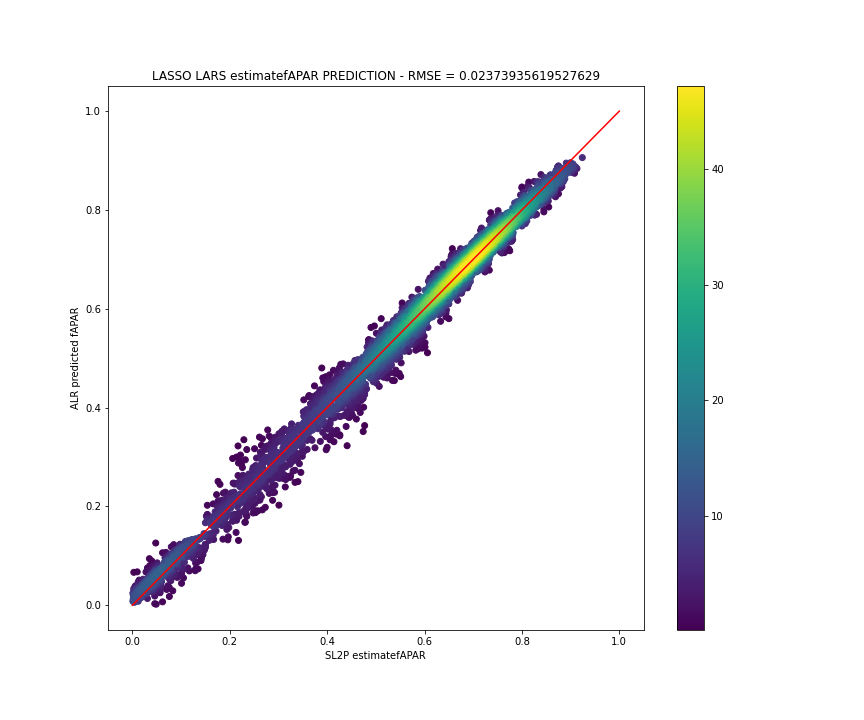 LASSO LARS estimatefAPAR PREDICTION - RMSE = 0.02373935619527629
1.0
0.8
0.6
0.4
0.2
0.0
ALR predicted fAPAR
0.0 0.2 0.4 0.6 0.8 1.0
SL2P estimatefAPAR
40
30
20
10